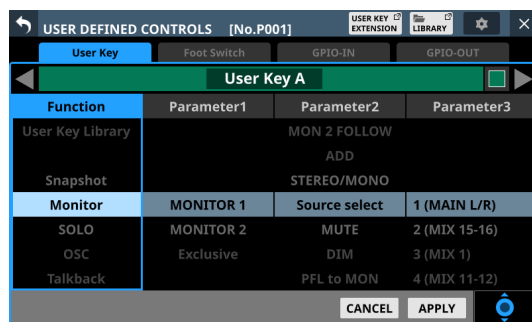 USER DEFINED CONTROLS [No.P001] USER KEY EXTENSION LIBRARY
User Key Foot Switch GPIO-IN GPIO-OUT
User Key A
Function Parameter1 Parameter2 Parameter3
User Key Library MON 2 FOLLOW
ADD
Snapshot STEREO/MONO
Monitor MONITOR 1 Source select 1 (MAIN L/R)
SOLO MONITOR 2 MUTE 2 (MIX 15-16)
OSC Exclusive DIM 3 (MIX 1)
Talkback PFL to MON 4 (MIX 11-12)
CANCEL APPLY